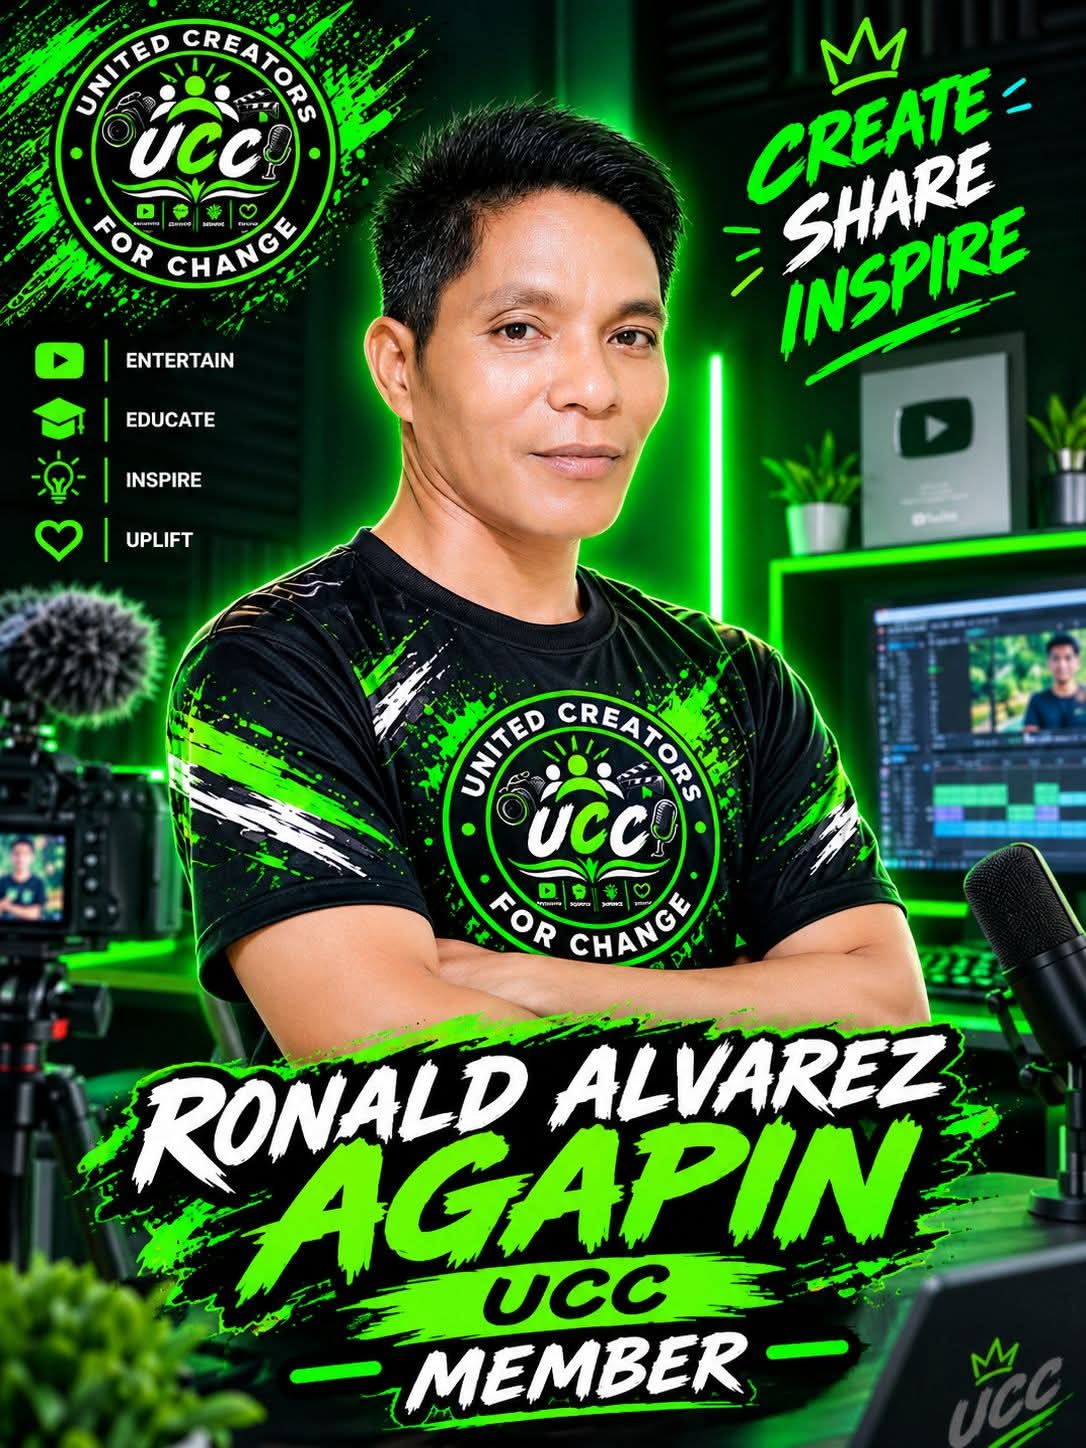 UNITED CREATORS
UCC
FOR CHANGE
CREATE
SHARE
INSPIRE
ENTERTAIN
EDUCATE
INSPIRE
UPLIFT
UNITED CREATORS
UCC
FOR CHANGE
RONALD ALVAREZ
AGAPIN
UCC
MEMBER
UCC